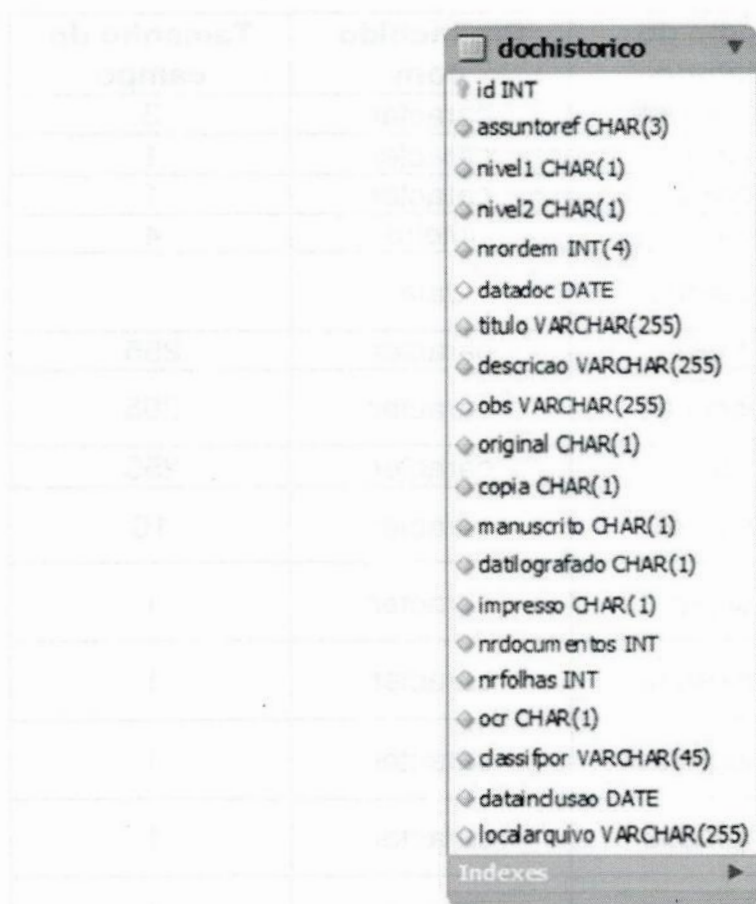 dochistorico
id INT
assuntoref CHAR(3)
nivel1 CHAR(1)
nivel2 CHAR(1)
nrordem INT(4)
datadoc DATE
titulo VARCHAR(255)
descricao VARCHAR(255)
obs VARCHAR(255)
original CHAR(1)
copia CHAR(1)
manuscrito CHAR(1)
datilografado CHAR(1)
impresso CHAR(1)
nrdocumentos INT
nrfolhas INT
ocr CHAR(1)
classifpor VARCHAR(45)
datainclusao DATE
localarquivo VARCHAR(255)
Indexes